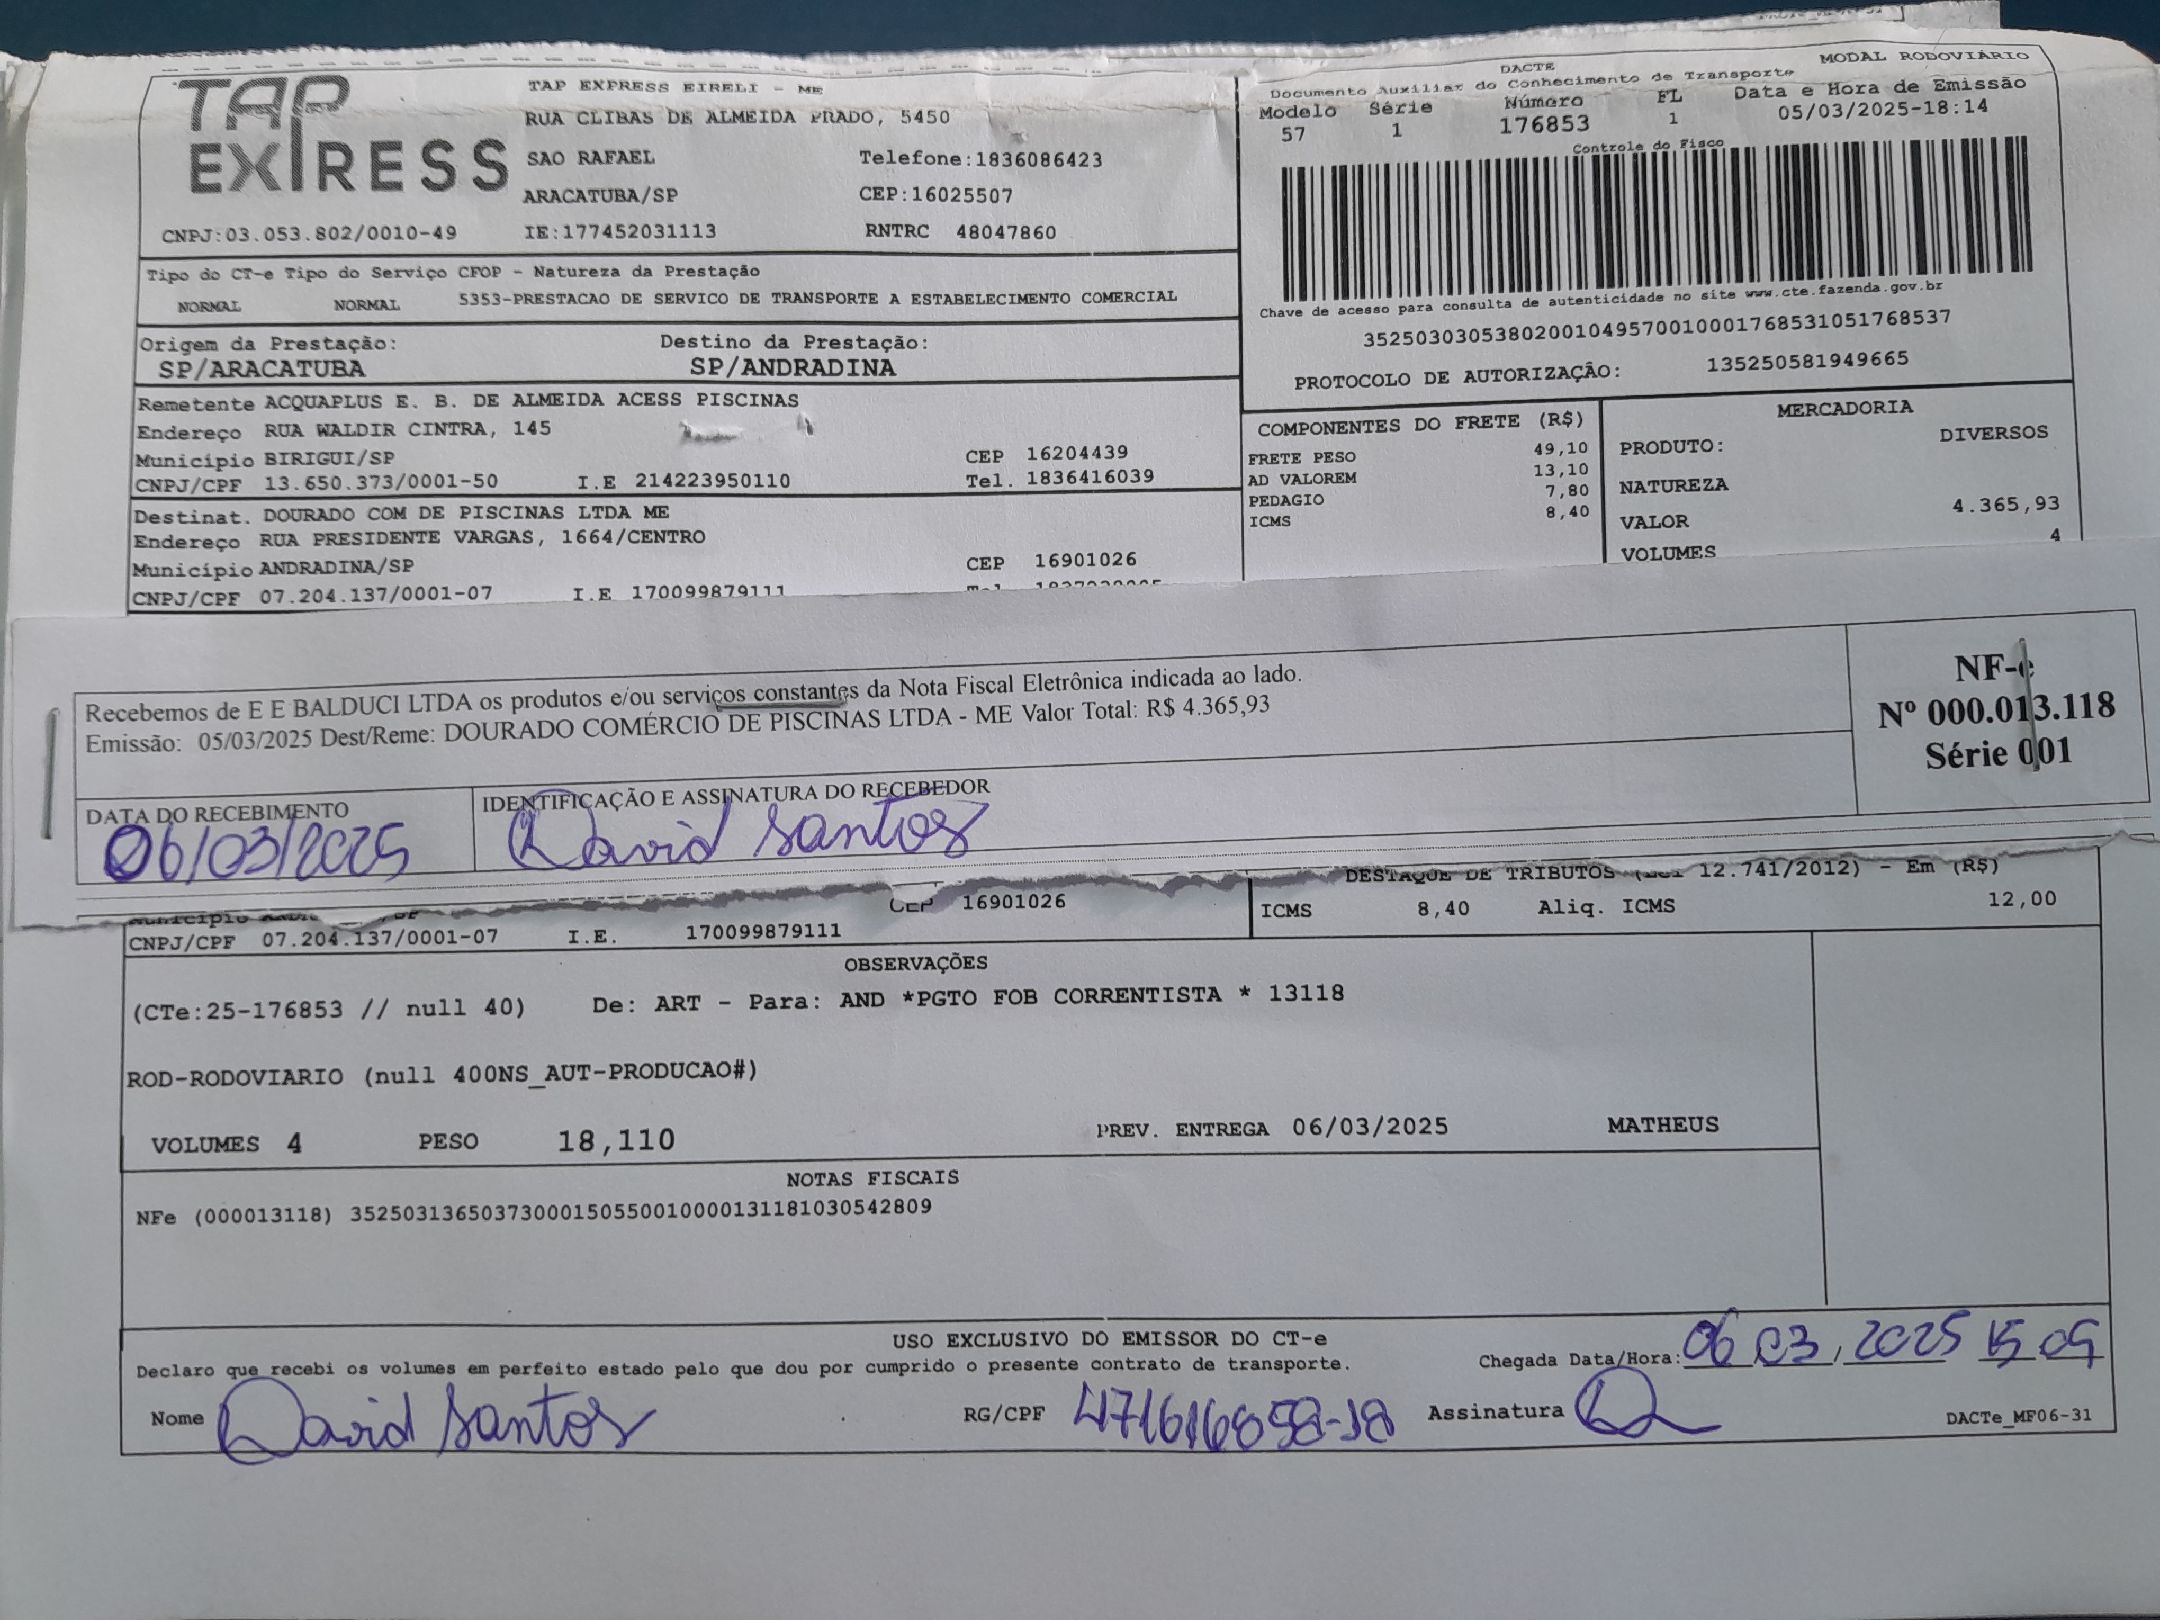 TAP EXPRESS
TAP EXPRESS EIRELI - ME
RUA CLIBAS DE ALMEIDA PRADO, 5450
SAO RAFAEL Telefone:1836086423
ARACATUBA/SP CEP:16025507
CNPJ:03.053.802/0010-49 IE:177452031113 RNTRC 48047860
DACTE MODAL RODOVIÁRIO
Documento Auxiliar do Conhecimento de Transporte
Modelo Série Número FL Data e Hora de Emissão
57 1 176853 1 05/03/2025-18:14
Controle do Fisco
Chave de acesso para consulta de autenticidade no site www.cte.fazenda.gov.br
35250303053802001049570010001768531051768537
PROTOCOLO DE AUTORIZAÇÃO: 135250581949665
Tipo do CT-e Tipo do Serviço CFOP - Natureza da Prestação
NORMAL NORMAL 5353-PRESTACAO DE SERVICO DE TRANSPORTE A ESTABELECIMENTO COMERCIAL
Origem da Prestação: Destino da Prestação:
SP/ARACATUBA SP/ANDRADINA
Remetente ACQUAPLUS E. B. DE ALMEIDA ACESS PISCINAS
Endereço RUA WALDIR CINTRA, 145
Município BIRIGUI/SP CEP 16204439
CNPJ/CPF 13.650.373/0001-50 I.E 214223950110 Tel. 1836416039
Destinat. DOURADO COM DE PISCINAS LTDA ME
Endereço RUA PRESIDENTE VARGAS, 1664/CENTRO
Município ANDRADINA/SP CEP 16901026
CNPJ/CPF 07.204.137/0001-07 I.E 170099879111
COMPONENTES DO FRETE (R$)
FRETE PESO 49,10
AD VALOREM 13,10
PEDAGIO 7,80
ICMS 8,40
MERCADORIA
PRODUTO: DIVERSOS
NATUREZA
VALOR 4.365,93
VOLUMES 4
Recebemos de E E BALDUCI LTDA os produtos e/ou serviços constantes da Nota Fiscal Eletrônica indicada ao lado.
Emissão: 05/03/2025 Dest/Reme: DOURADO COMÉRCIO DE PISCINAS LTDA - ME Valor Total: R$ 4.365,93
NF-e
Nº 000.013.118
Série 001
DATA DO RECEBIMENTO IDENTIFICAÇÃO E ASSINATURA DO RECEBEDOR
06/03/2025 David Santos
DESTAQUE DE TRIBUTOS (Lei 12.741/2012) - Em (R$)
CEP 16901026
ICMS 8,40 Aliq. ICMS 12,00
CNPJ/CPF 07.204.137/0001-07 I.E. 170099879111
OBSERVAÇÕES
(CTe:25-176853 // null 40) De: ART - Para: AND *PGTO FOB CORRENTISTA * 13118
ROD-RODOVIARIO (null 400NS_AUT-PRODUCAO#)
VOLUMES 4 PESO 18,110 PREV. ENTREGA 06/03/2025 MATHEUS
NOTAS FISCAIS
NFe (000013118) 35250313650373000150550010000131181030542809
USO EXCLUSIVO DO EMISSOR DO CT-e
Declaro que recebi os volumes em perfeito estado pelo que dou por cumprido o presente contrato de transporte. Chegada Data/Hora: 06 03, 2025 15 09
Nome David Santos RG/CPF 471616858-18 Assinatura
DACTe_MF06-31